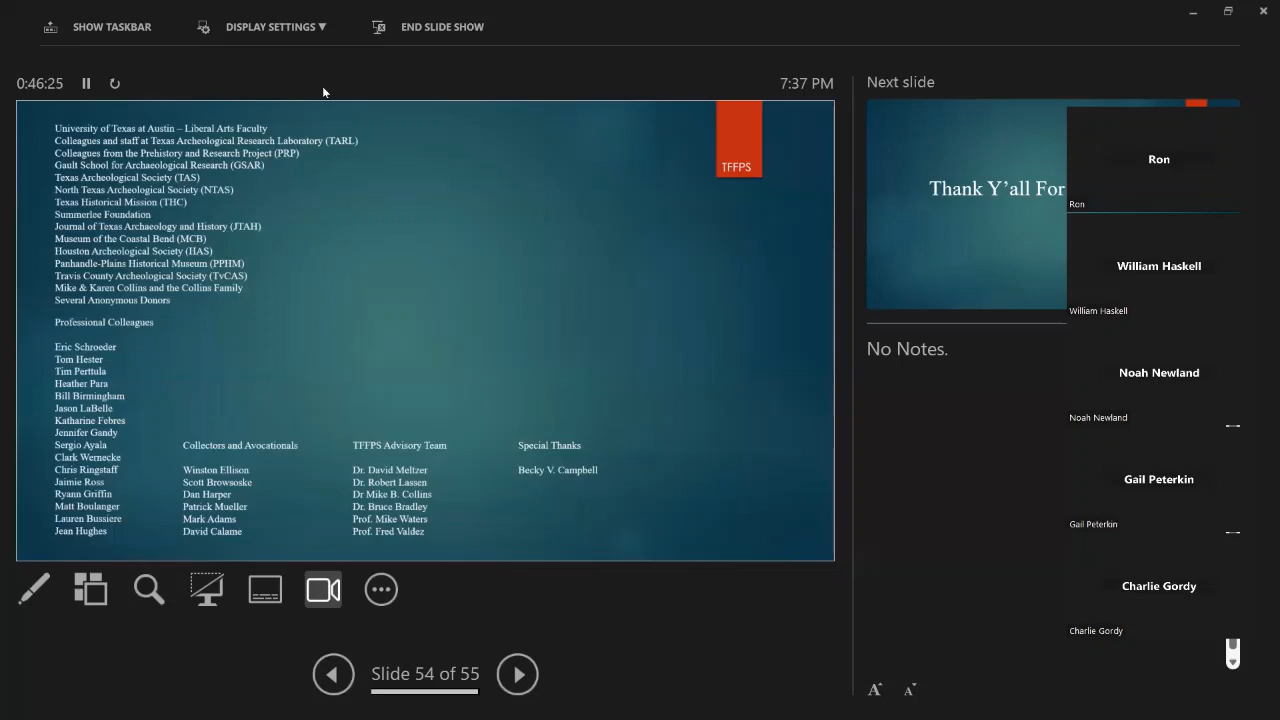 SHOW TASKBAR
DISPLAY SETTINGS ▼
END SLIDE SHOW
0:46:25
7:37 PM
University of Texas at Austin – Liberal Arts Faculty
Colleagues and staff at Texas Archeological Research Laboratory (TARL)
Colleagues from the Prehistory and Research Project (PRP)
Gault School for Archaeological Research (GSAR)
Texas Archeological Society (TAS)
North Texas Archeological Society (NTAS)
Texas Historical Mission (THC)
Summerlee Foundation
Journal of Texas Archaeology and History (JTAH)
Museum of the Coastal Bend (MCB)
Houston Archeological Society (HAS)
Panhandle-Plains Historical Museum (PPHM)
Travis County Archeological Society (TvCAS)
Mike & Karen Collins and the Collins Family
Several Anonymous Donors
TFFPS
Professional Colleagues
Eric Schroeder
Tom Hester
Tim Perttula
Heather Para
Bill Birmingham
Jason LaBelle
Katharine Febres
Jennifer Gandy
Sergio Ayala
Clark Wernecke
Chris Ringstaff
Jaimie Ross
Ryann Griffin
Matt Boulanger
Lauren Bussiere
Jean Hughes
Collectors and Avocationals
Winston Ellison
Scott Browsoske
Dan Harper
Patrick Mueller
Mark Adams
David Calame
TFFPS Advisory Team
Dr. David Meltzer
Dr. Robert Lassen
Dr Mike B. Collins
Dr. Bruce Bradley
Prof. Mike Waters
Prof. Fred Valdez
Special Thanks
Becky V. Campbell
Slide 54 of 55
Next slide
Thank Y’all For
No Notes.
Ron
Ron
William Haskell
William Haskell
Noah Newland
Noah Newland
Gail Peterkin
Gail Peterkin
Charlie Gordy
Charlie Gordy
A A